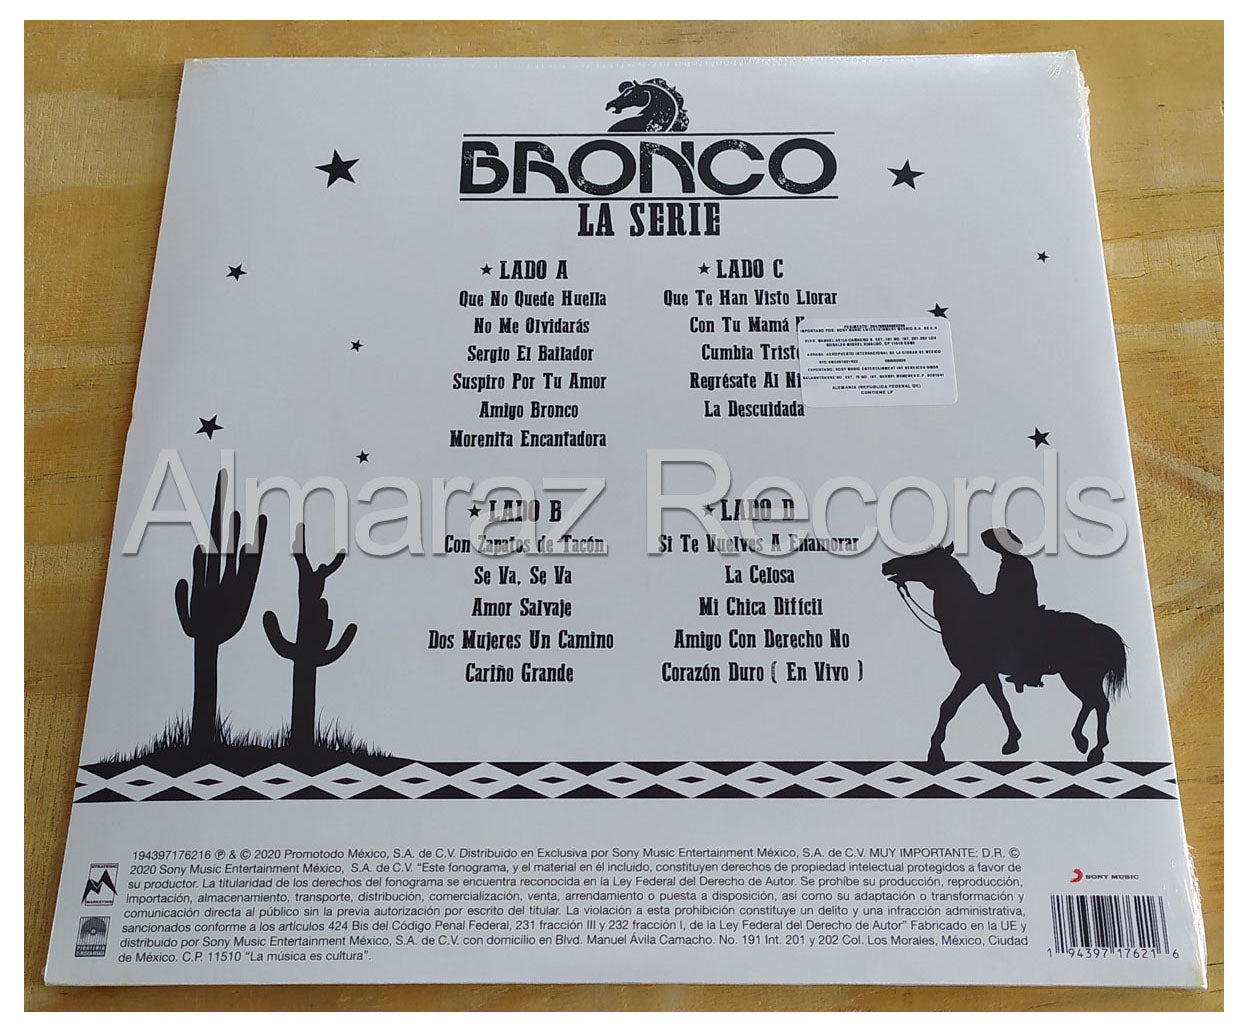 BRONCO
LA SERIE
★ LADO A
Que No Quede Huella
No Me Olvidarás
Sergio El Bailador
Suspiro Por Tu Amor
Amigo Bronco
Morenita Encantadora
★ LADO C
Que Te Han Visto Llorar
Con Tu Mamá
Cumbia Triste
Regrésate Al
La Descuidada
ALEMANIA (REPUBLICA FEDERAL DE)
CONTIENE LP
Almaraz Records
★ LADO B
Con Zapatos de Tacón
Se Va, Se Va
Amor Salvaje
Dos Mujeres Un Camino
Cariño Grande
★ LADO D
Si Te Vuelves A Enamorar
La Celosa
Mi Chica Difícil
Amigo Con Derecho No
Corazón Duro ( En Vivo )
194397176216 ℗ & © 2020 Promotodo México, S.A. de C.V. Distribuido en Exclusiva por Sony Music Entertainment México, S.A. de C.V. MUY IMPORTANTE: D.R. ©
2020 Sony Music Entertainment México, S.A. de C.V. “Este fonograma, y el material en él incluido, constituyen derechos de propiedad intelectual protegidos a favor de
su productor. La titularidad de los derechos del fonograma se encuentra reconocida en la Ley Federal del Derecho de Autor. Se prohíbe su producción, reproducción,
importación, almacenamiento, transporte, distribución, comercialización, venta, arrendamiento o puesta a disposición, así como su adaptación o transformación y
comunicación directa al público sin la previa autorización por escrito del titular. La violación a esta prohibición constituye un delito y una infracción administrativa,
sancionados conforme a los artículos 424 Bis del Código Penal Federal, 231 fracción III y 232 fracción I, de la Ley Federal del Derecho de Autor” Fabricado en la UE y
distribuido por Sony Music Entertainment México, S.A. de C.V. con domicilio en Blvd. Manuel Ávila Camacho. No. 191 Int. 201 y 202 Col. Los Morales, México, Ciudad
de México. C.P. 11510 “La música es cultura”.
SONY MUSIC
1 94397 17621 6